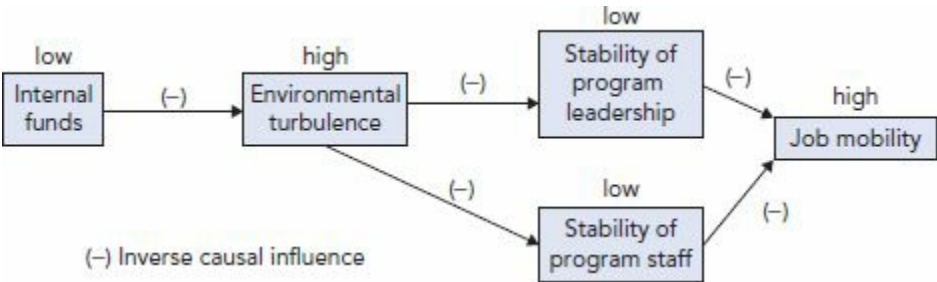 low
Internal
funds
(–)
high
Environmental
turbulence
(–)
low
Stability of
program
leadership
(–)
high
Job mobility
(–)
low
Stability of
program staff
(–)
(–) Inverse causal influence